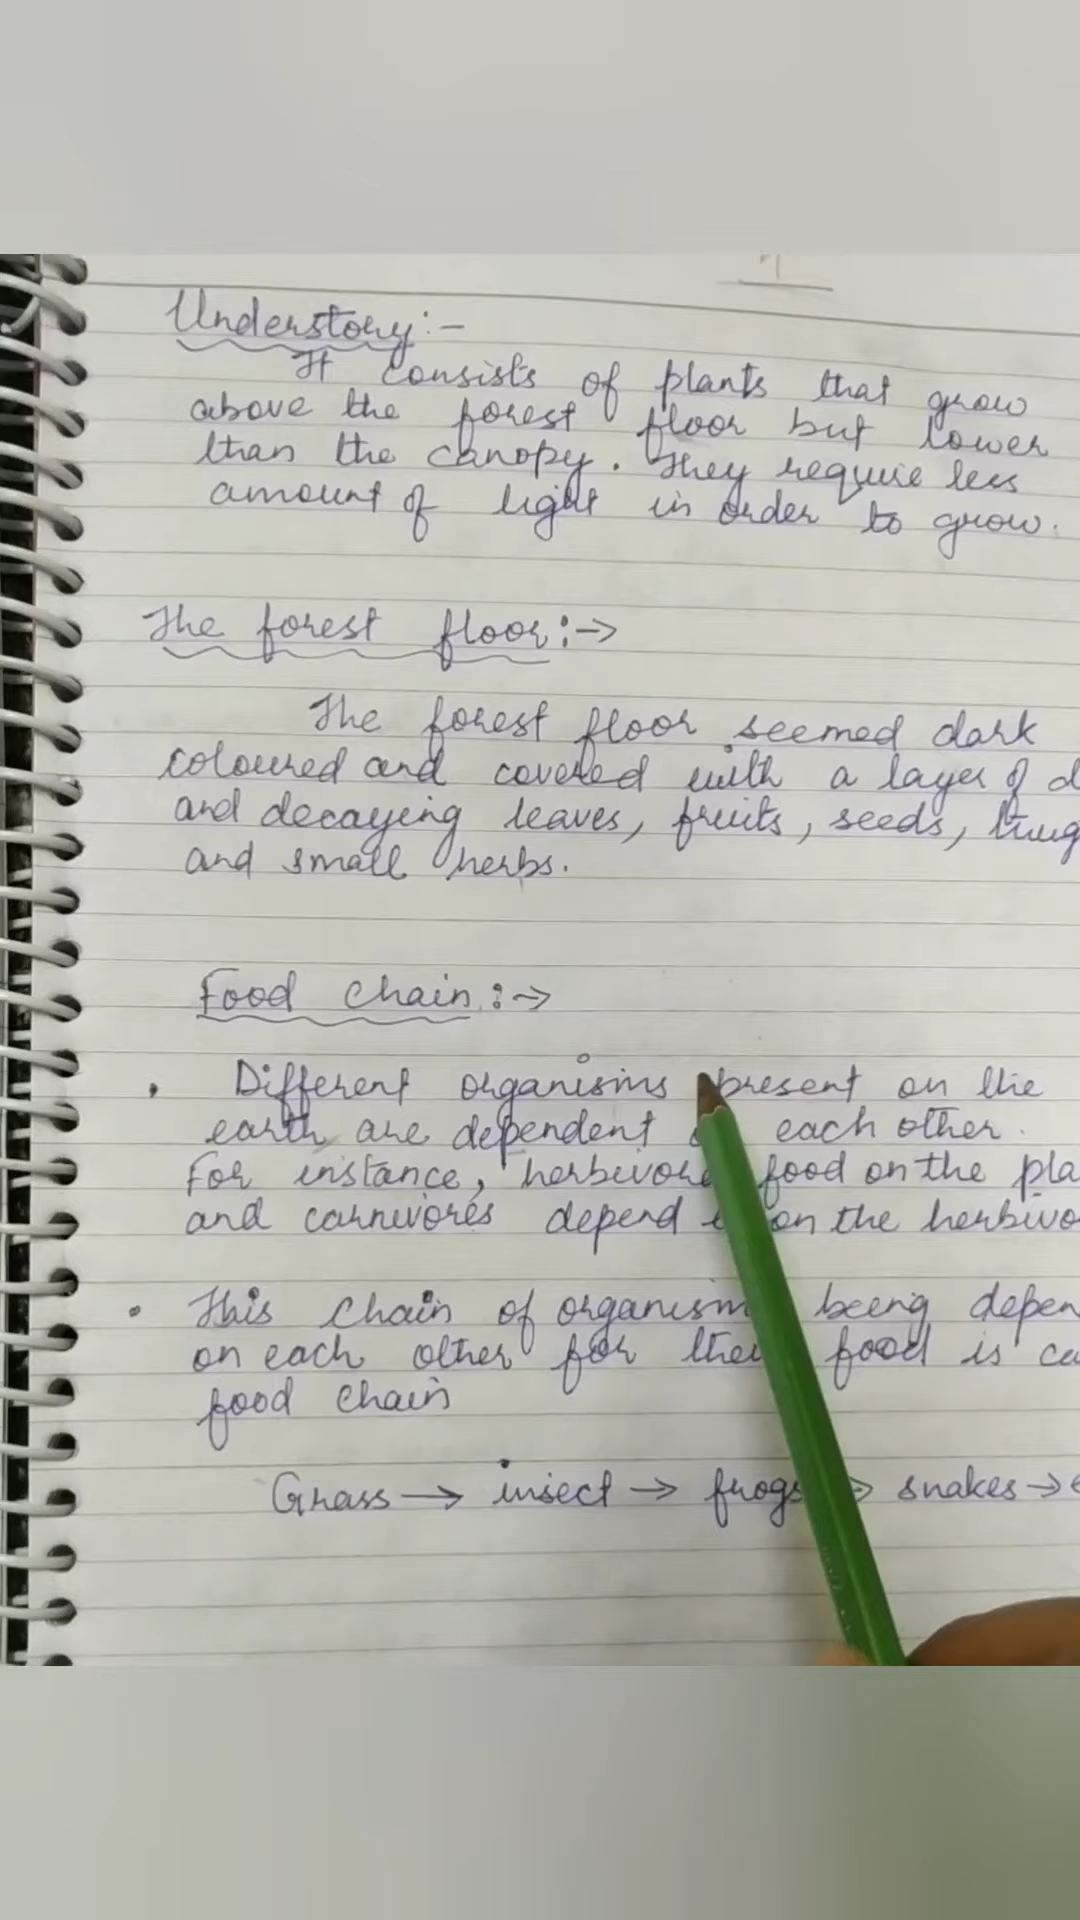 Understory:-
It consists of plants that grow
above the forest floor but lower
than the canopy. They require less
amount of light in order to grow.
The forest floor:->
The forest floor seemed dark
coloured and covered with a layer of
and decaying leaves, fruits, seeds,
and small herbs.
Food chain:->
• Different organisms present on the
earth are dependent each other.
For instance, herbivore food on the
and carnivores depend on the
• This chain of organism being
on each other for their food is
food chain
Grass -> insect -> frogs -> snakes ->